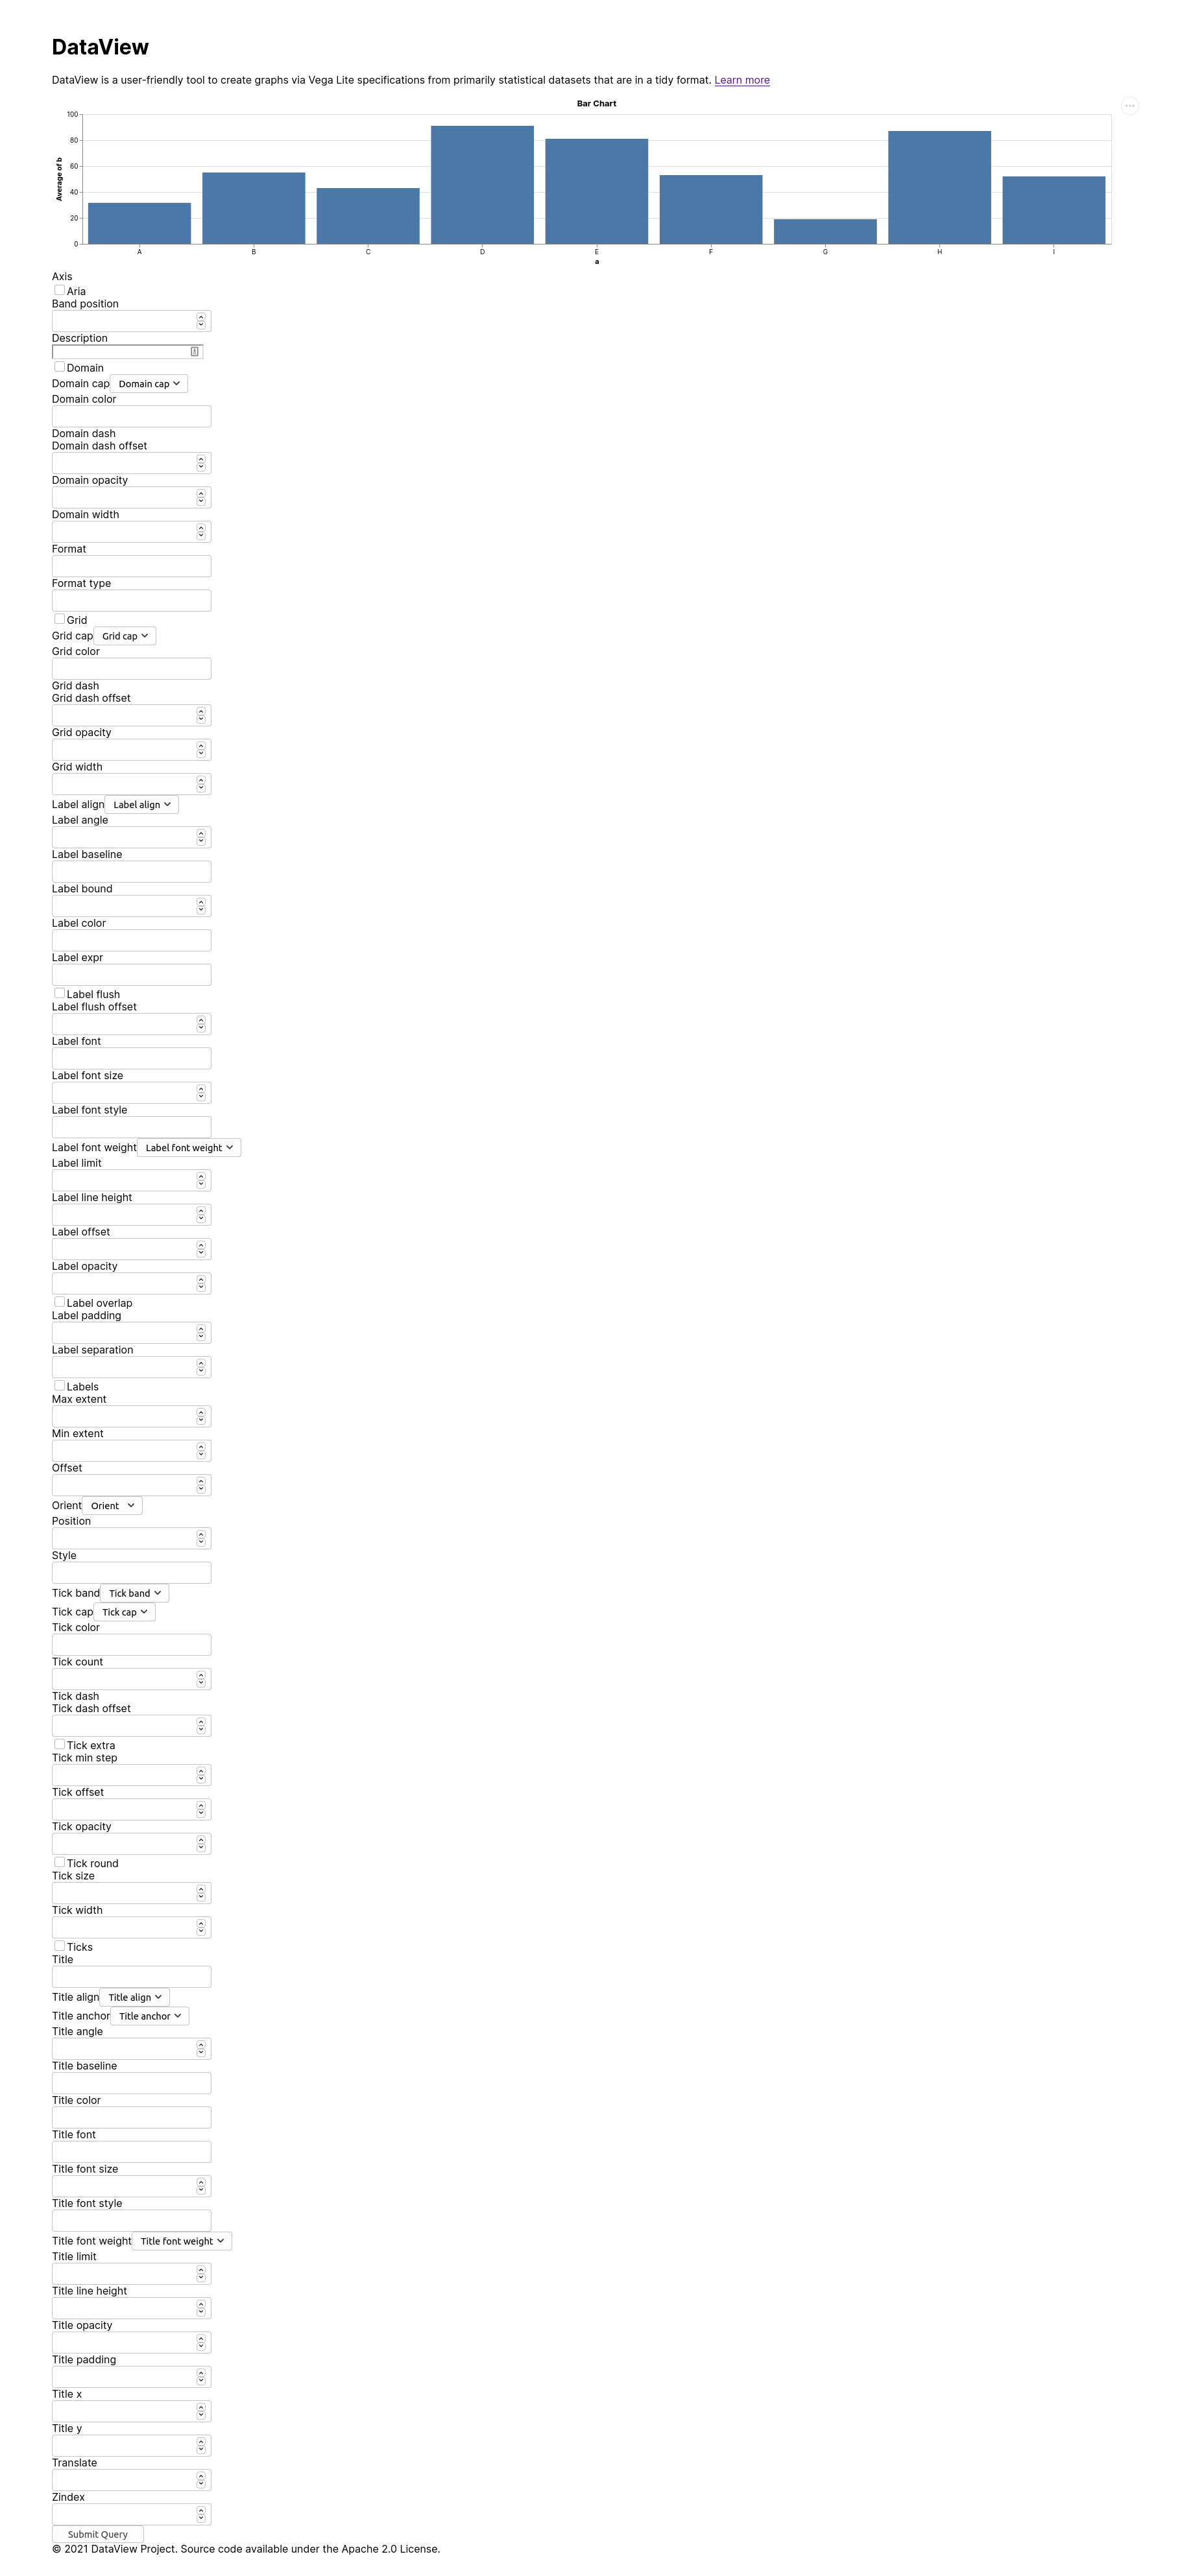 DataView
DataView is a user-friendly tool to create graphs via Vega Lite specifications from primarily statistical datasets that are in a tidy format. Learn more
Bar Chart
100
80
60
40
20
0
Average of b
A B C D E F G H I
a
Axis
Aria
Band position
Description
Domain
Domain cap Domain cap
Domain color
Domain dash
Domain dash offset
Domain opacity
Domain width
Format
Format type
Grid
Grid cap Grid cap
Grid color
Grid dash
Grid dash offset
Grid opacity
Grid width
Label align Label align
Label angle
Label baseline
Label bound
Label color
Label expr
Label flush
Label flush offset
Label font
Label font size
Label font style
Label font weight Label font weight
Label limit
Label line height
Label offset
Label opacity
Label overlap
Label padding
Label separation
Labels
Max extent
Min extent
Offset
Orient Orient
Position
Style
Tick band Tick band
Tick cap Tick cap
Tick color
Tick count
Tick dash
Tick dash offset
Tick extra
Tick min step
Tick offset
Tick opacity
Tick round
Tick size
Tick width
Ticks
Title
Title align Title align
Title anchor Title anchor
Title angle
Title baseline
Title color
Title font
Title font size
Title font style
Title font weight Title font weight
Title limit
Title line height
Title opacity
Title padding
Title x
Title y
Translate
Zindex
Submit Query
© 2021 DataView Project. Source code available under the Apache 2.0 License.